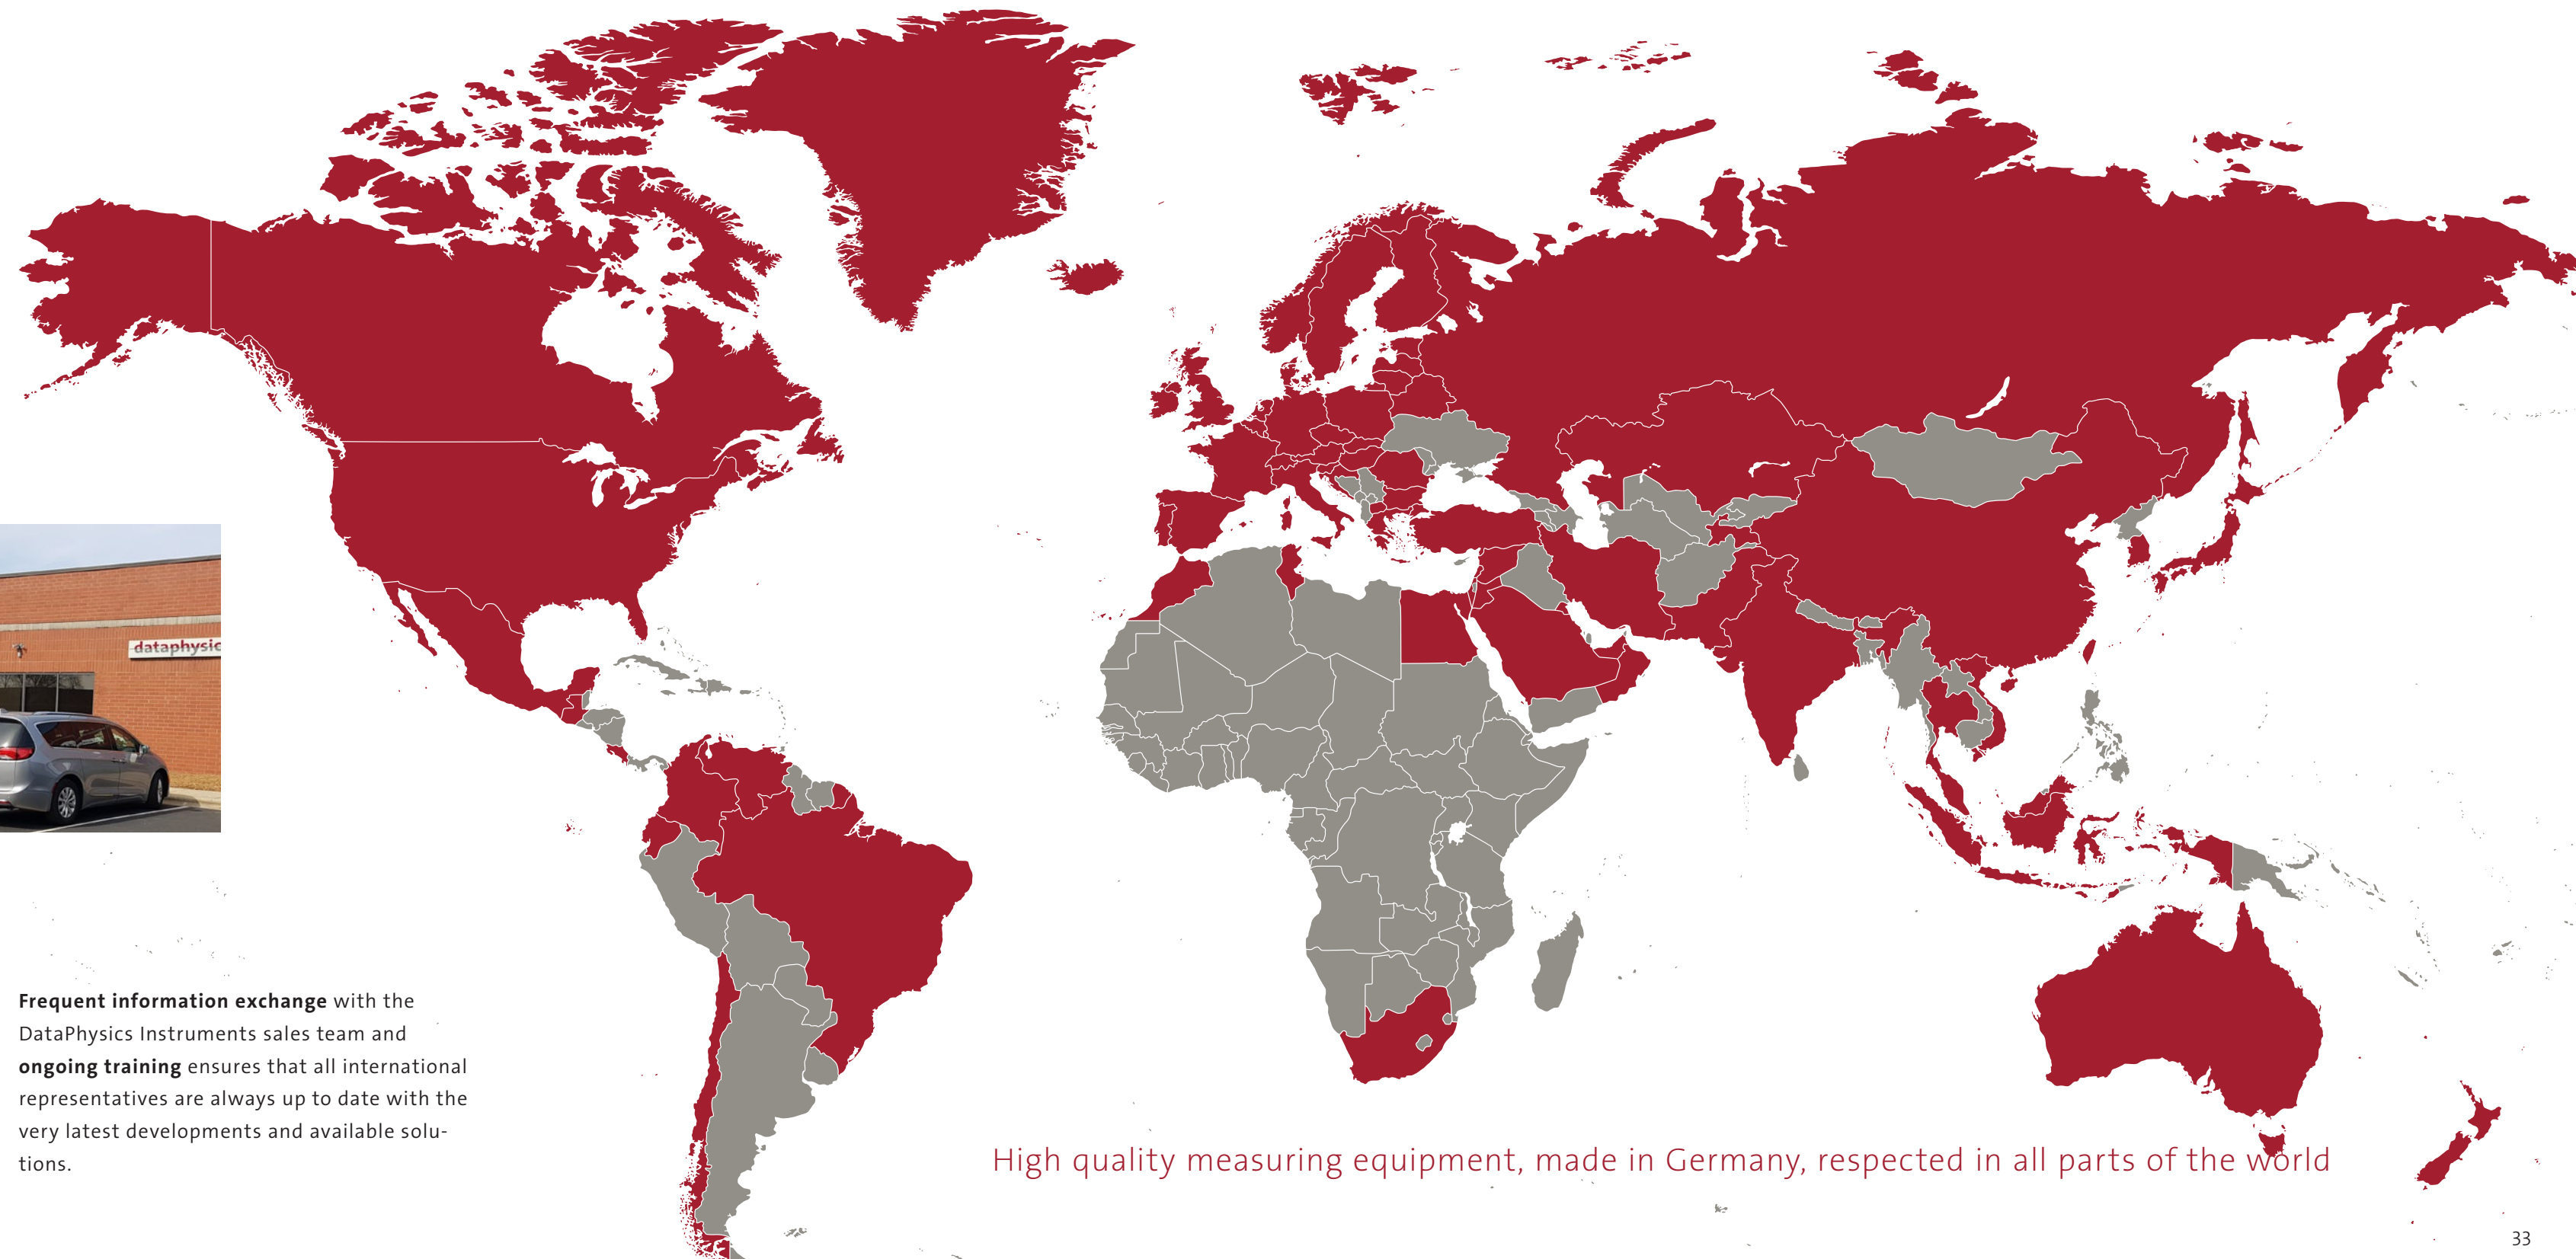 dataphysic
Frequent information exchange with the
DataPhysics Instruments sales team and
ongoing training ensures that all international
representatives are always up to date with the
very latest developments and available solu-
tions.
High quality measuring equipment, made in Germany, respected in all parts of the world
33